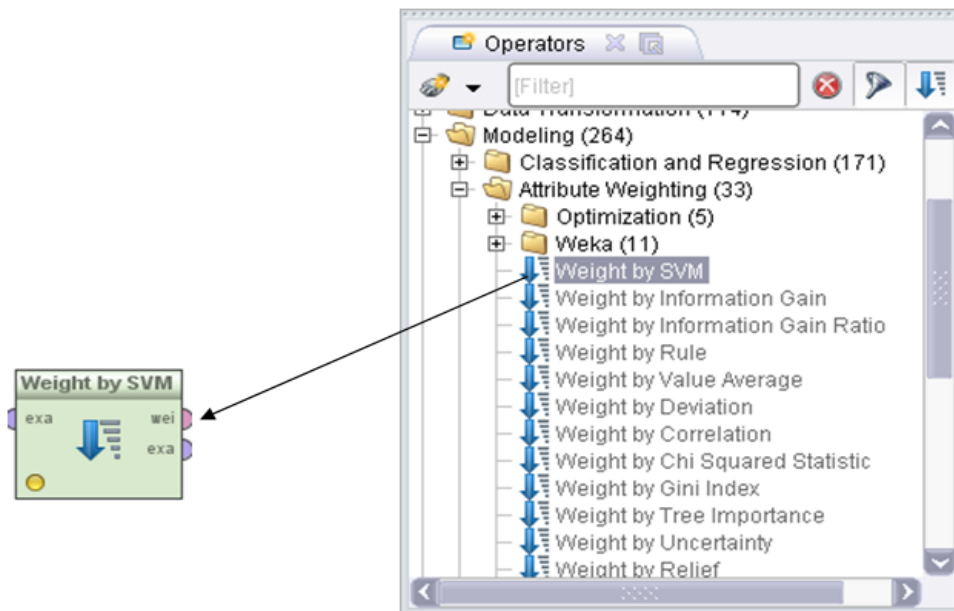 Operators
[Filter]
Data Transformation (114)
Modeling (264)
Classification and Regression (171)
Attribute Weighting (33)
Optimization (5)
Weka (11)
Weight by SVM
Weight by Information Gain
Weight by Information Gain Ratio
Weight by Rule
Weight by Value Average
Weight by Deviation
Weight by Correlation
Weight by Chi Squared Statistic
Weight by Gini Index
Weight by Tree Importance
Weight by Uncertainty
Weight by Relief
Weight by SVM
exa wei
exa